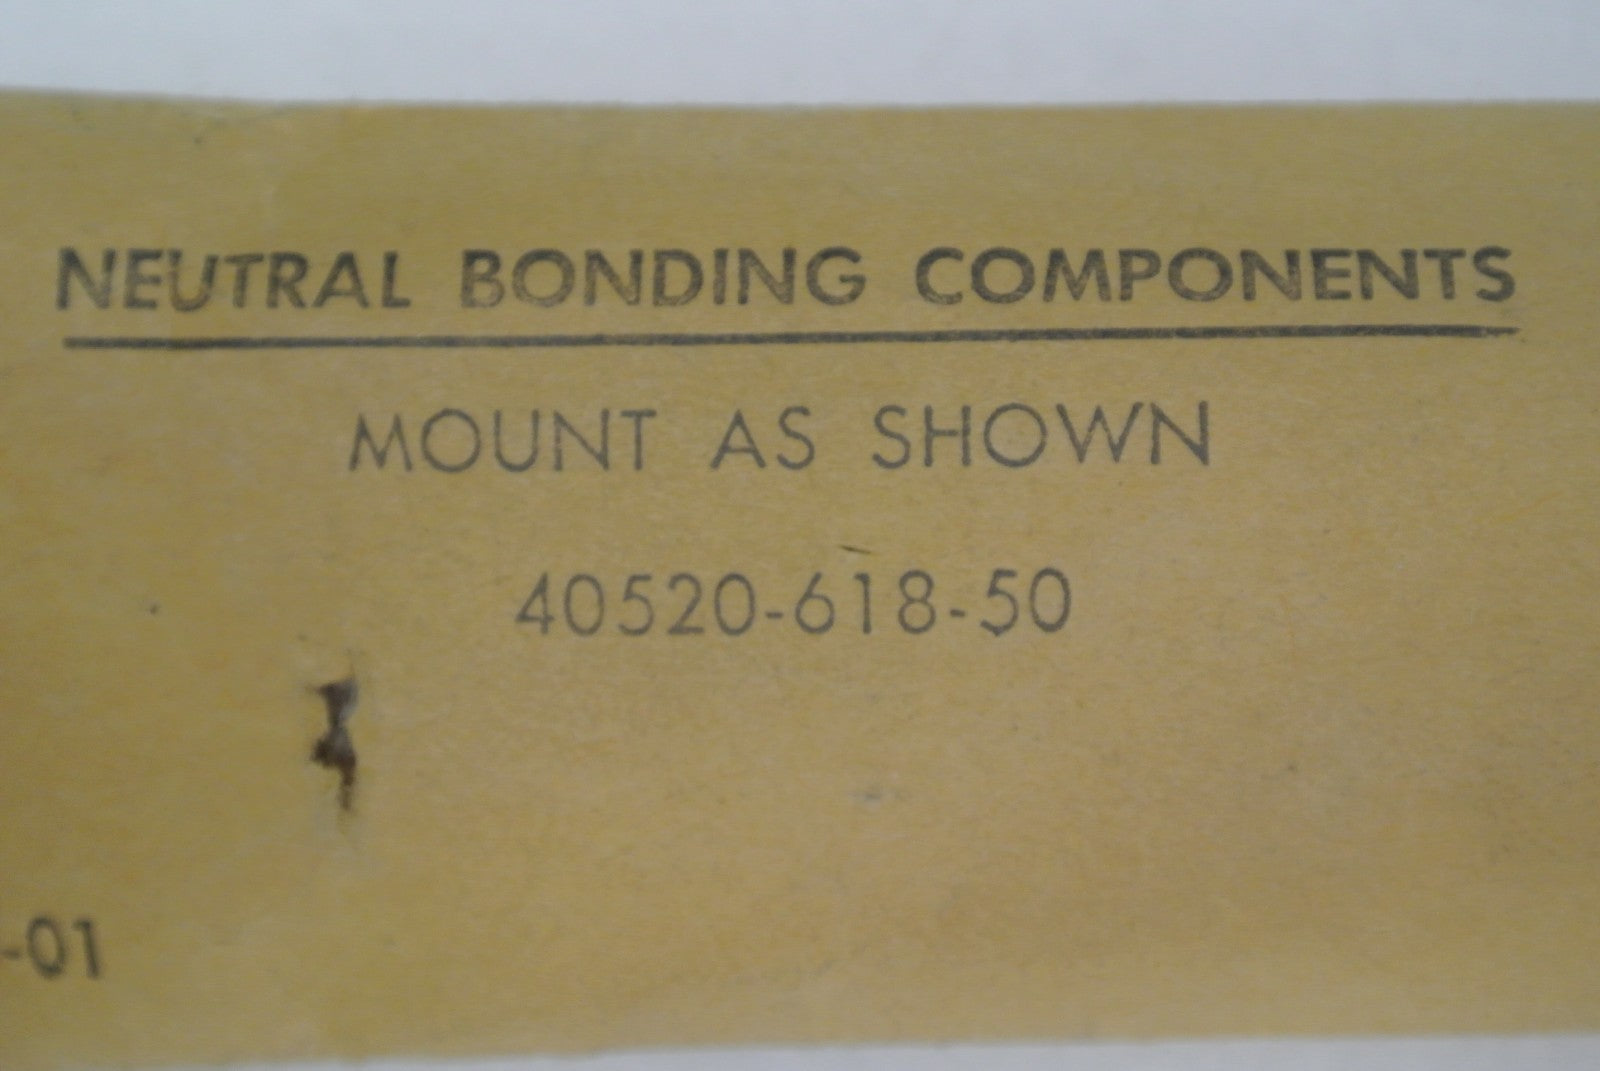 NEUTRAL BONDING COMPONENTS
MOUNT AS SHOWN
40520-618-50
-01